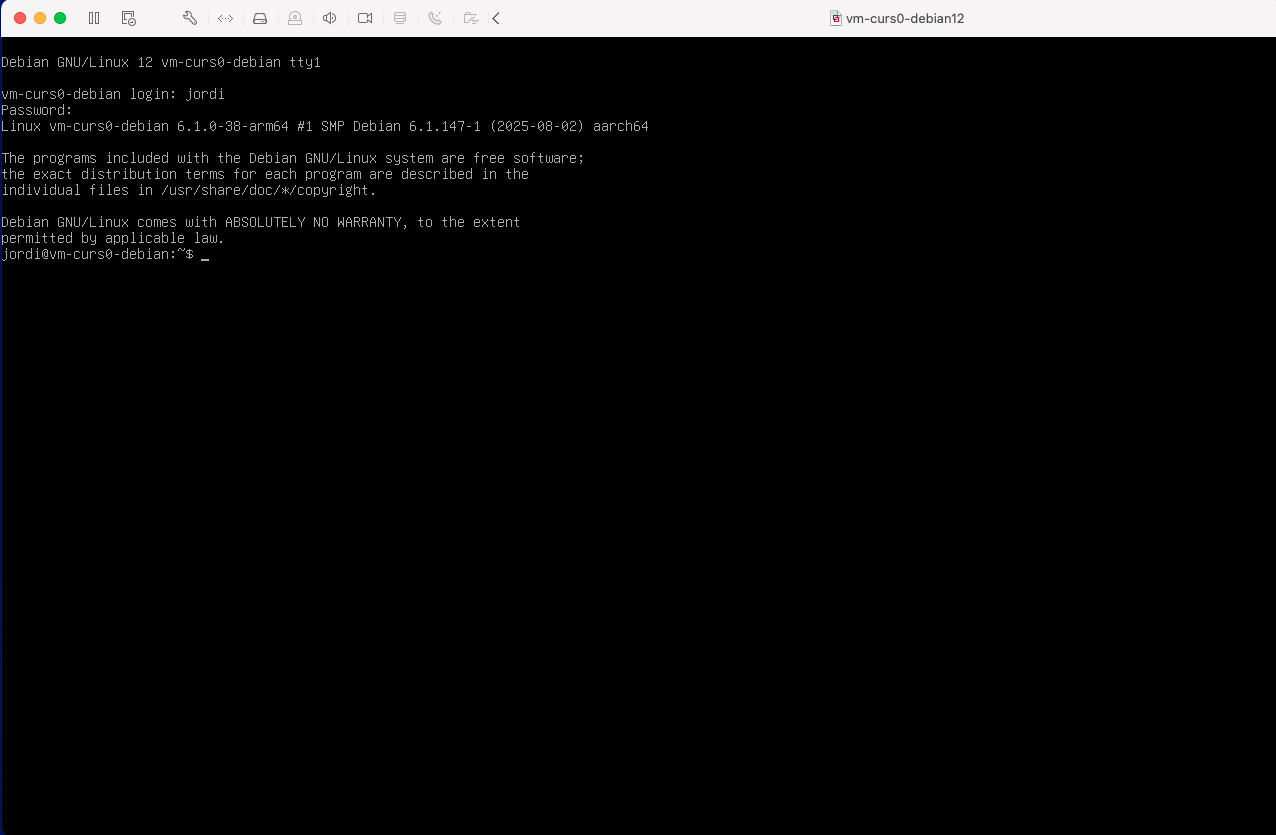 vm-curs0-debian12
Debian GNU/Linux 12 vm-curs0-debian tty1
vm-curs0-debian login: jordi
Password:
Linux vm-curs0-debian 6.1.0-38-arm64 #1 SMP Debian 6.1.147-1 (2025-08-02) aarch64
The programs included with the Debian GNU/Linux system are free software;
the exact distribution terms for each program are described in the
individual files in /usr/share/doc/*/copyright.
Debian GNU/Linux comes with ABSOLUTELY NO WARRANTY, to the extent
permitted by applicable law.
jordi@vm-curs0-debian:~$ _